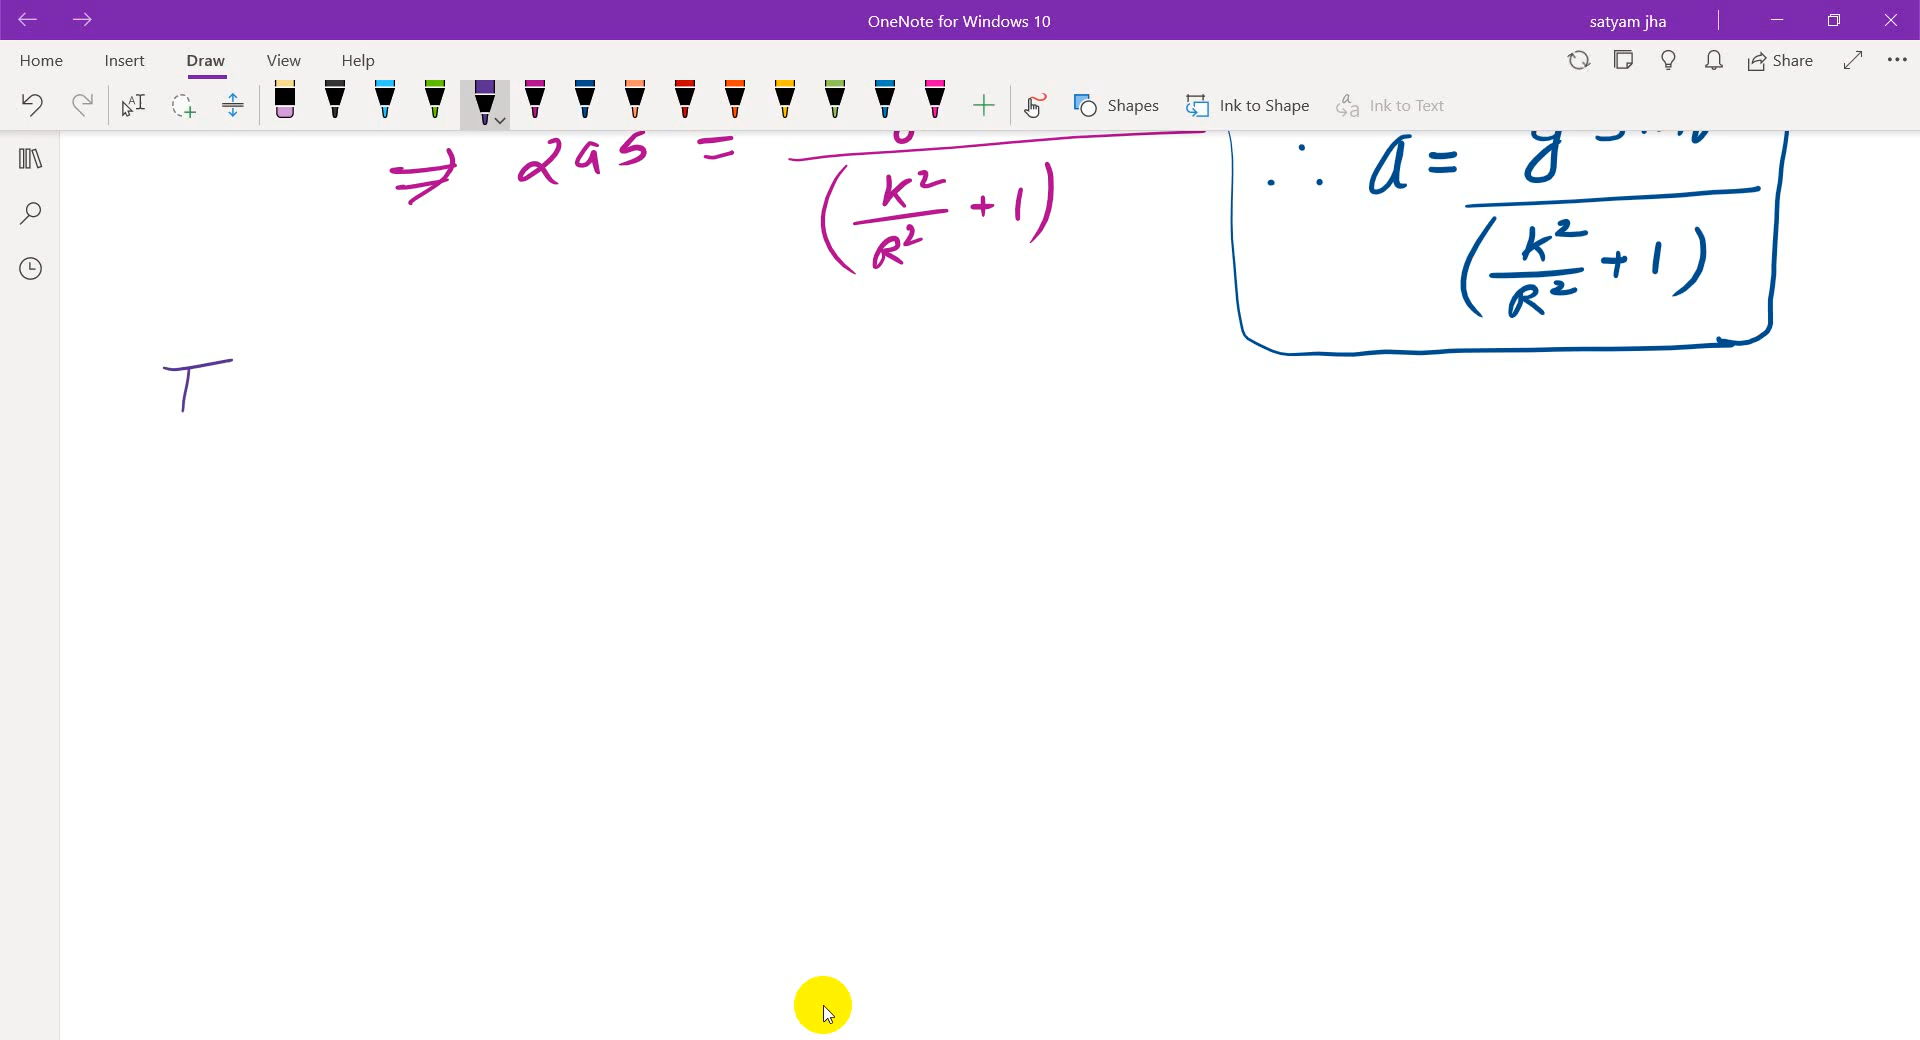 OneNote for Windows 10
satyam jha
Home Insert Draw View Help
Share
Shapes Ink to Shape Ink to Text
⇒ 2as =
(K²/R² + 1)
∴ a = g sin
(K²/R² + 1)
T